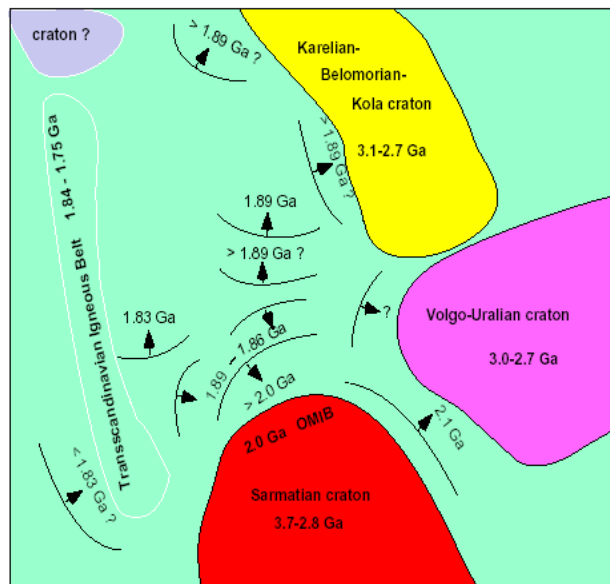 craton ?
> 1.89 Ga ?
Karelian-
Belomorian-
Kola craton
3.1-2.7 Ga
> 1.89 Ga ?
Transscandinavian Igneous Belt 1.84 - 1.75 Ga
1.89 Ga
> 1.89 Ga ?
1.83 Ga
?
Volgo-Uralian craton
3.0-2.7 Ga
1.89 - 1.86 Ga
> 2.0 Ga
2.0 Ga OMIB
2.1 Ga
< 1.83 Ga ?
Sarmatian craton
3.7-2.8 Ga